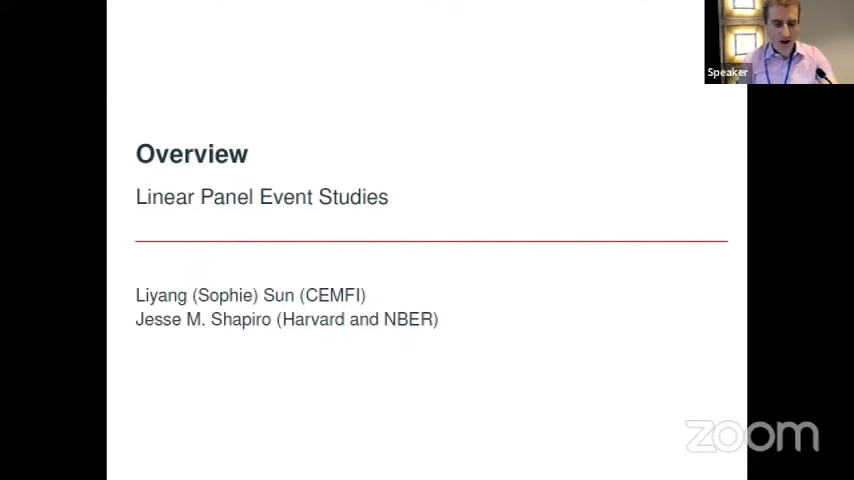 Speaker
Overview
Linear Panel Event Studies
Liyang (Sophie) Sun (CEMFI)
Jesse M. Shapiro (Harvard and NBER)
zoom